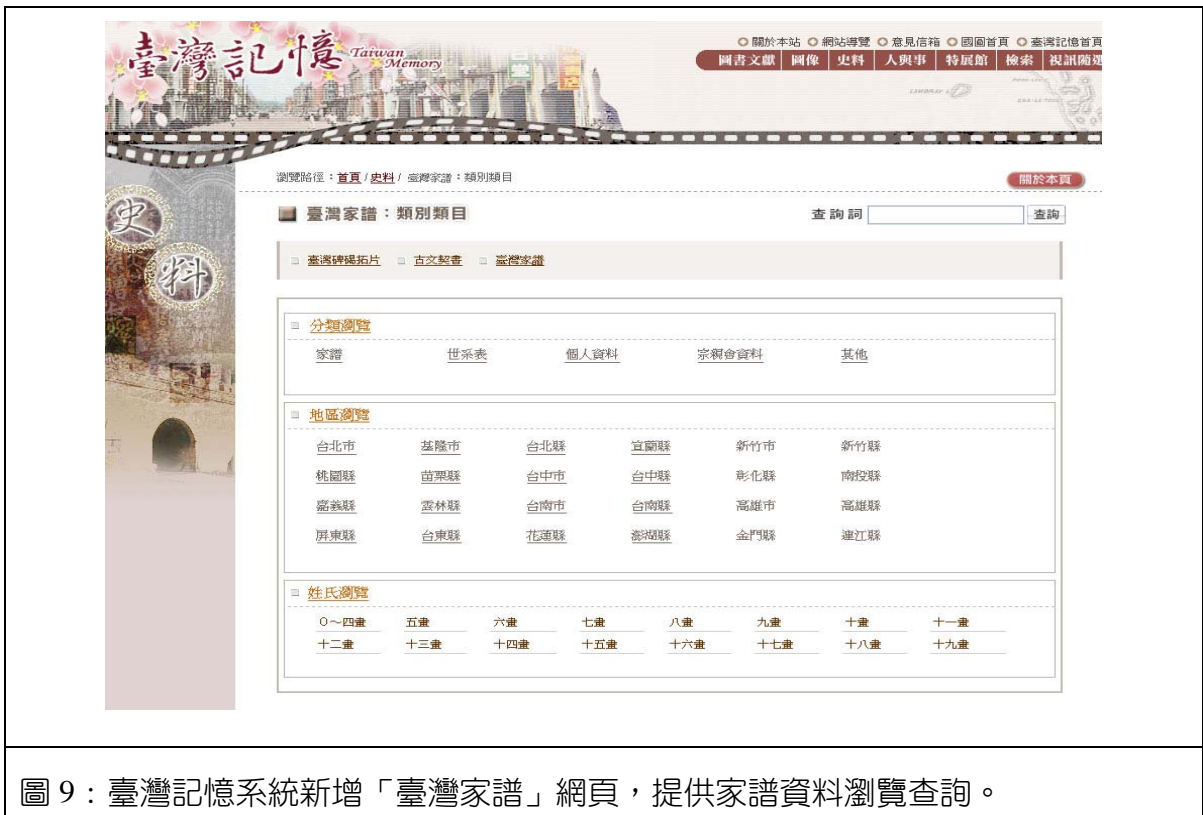 臺灣記憶 Taiwan Memory
關於本站 網站導覽 意見信箱 國圖首頁 臺灣記憶首頁
圖書文獻 圖像 史料 人與事 特展館 檢索 視訊隨選
史料
瀏覽路徑：首頁 / 史料 / 臺灣家譜：類別類目
關於本頁
臺灣家譜：類別類目 查詢詞 查詢
臺灣碑碣拓片 古文契書 臺灣家譜
分類瀏覽
家譜 世系表 個人資料 宗親會資料 其他
地區瀏覽
台北市 基隆市 台北縣 宜蘭縣 新竹市 新竹縣
桃園縣 苗栗縣 台中市 台中縣 彰化縣 南投縣
嘉義縣 雲林縣 台南市 台南縣 高雄市 高雄縣
屏東縣 台東縣 花蓮縣 澎湖縣 金門縣 連江縣
姓氏瀏覽
0～四畫 五畫 六畫 七畫 八畫 九畫 十畫 十一畫
十二畫 十三畫 十四畫 十五畫 十六畫 十七畫 十八畫 十九畫
圖 9：臺灣記憶系統新增「臺灣家譜」網頁，提供家譜資料瀏覽查詢。